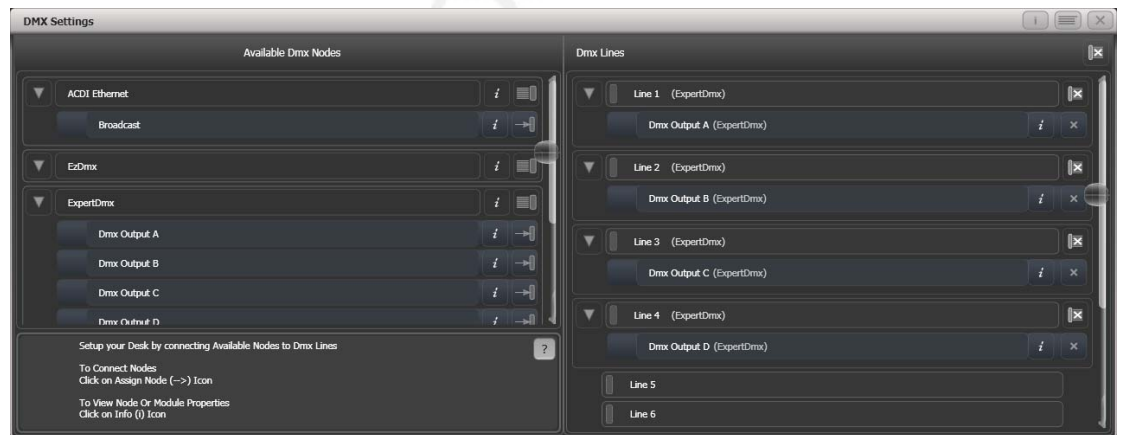 DMX Settings
Available Dmx Nodes
ACDI Ethernet
i
Broadcast
i
EzDmx
i
ExpertDmx
i
Dmx Output A
i
Dmx Output B
i
Dmx Output C
i
Dmx Output D
i
Setup your Desk by connecting Available Nodes to Dmx Lines
?
To Connect Nodes
Click on Assign Node (-->) Icon
To View Node Or Module Properties
Click on Info (i) Icon
i
Dmx Lines
Line 1 (ExpertDmx)
Dmx Output A (ExpertDmx)
i
Line 2 (ExpertDmx)
Dmx Output B (ExpertDmx)
i
Line 3 (ExpertDmx)
Dmx Output C (ExpertDmx)
i
Line 4 (ExpertDmx)
Dmx Output D (ExpertDmx)
i
Line 5
Line 6